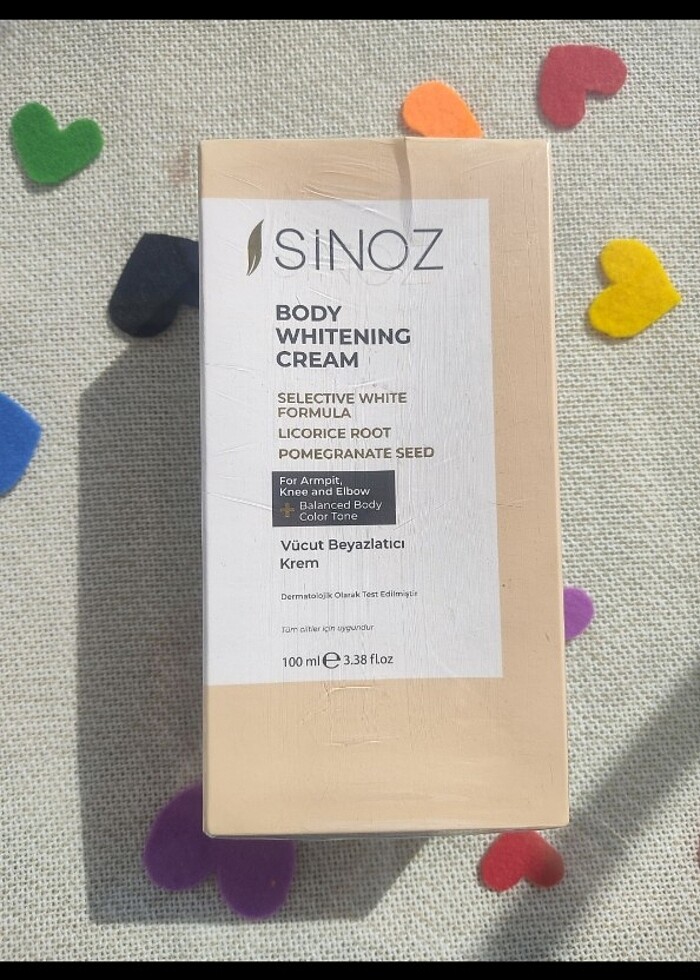 SiNOZ
BODY
WHITENING
CREAM
SELECTIVE WHITE
FORMULA
LICORICE ROOT
POMEGRANATE SEED
For Armpit,
Knee and Elbow
+ Balanced Body
Color Tone
Vücut Beyazlatıcı
Krem
Dermatolojik Olarak Test Edilmiştir
Tüm ciltler için uygundur
100 ml ℮ 3.38 fl.oz